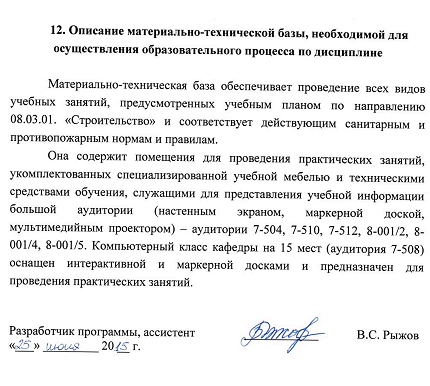 12. Описание материально-технической базы, необходимой для
осуществления образовательного процесса по дисциплине
Материально-техническая база обеспечивает проведение всех видов
учебных занятий, предусмотренных учебным планом по направлению
08.03.01. «Строительство» и соответствует действующим санитарным и
противопожарным нормам и правилам.
Она содержит помещения для проведения практических занятий,
укомплектованных специализированной учебной мебелью и техническими
средствами обучения, служащими для представления учебной информации
большой аудитории (настенным экраном, маркерной доской,
мультимедийным проектором) – аудитории 7-504, 7-510, 7-512, 8-001/2, 8-
001/4, 8-001/5. Компьютерный класс кафедры на 15 мест (аудитория 7-508)
оснащен интерактивной и маркерной досками и предназначен для
проведения практических занятий.
Разработчик программы, ассистент В.С. Рыжов
«25» июня 2015 г.